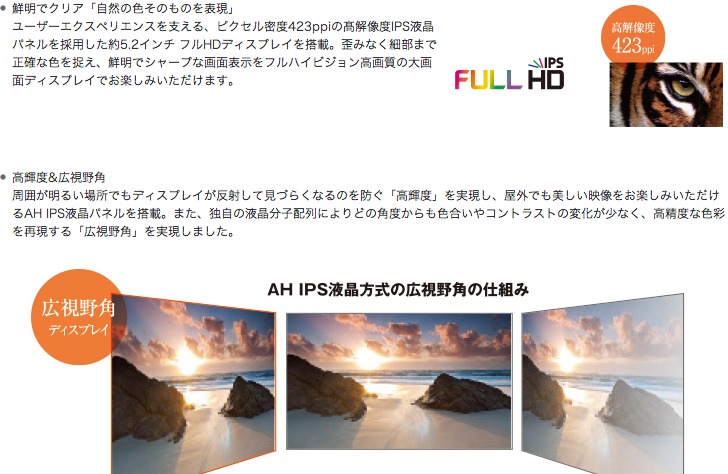 鮮明でクリア「自然の色そのものを表現」
ユーザーエクスペリエンスを支える、ピクセル密度423ppiの髙解像度IPS液晶
パネルを採用した約5.2インチ フルHDディスプレイを搭載。歪みなく細部まで
正確な色を捉え、鮮明でシャープな画面表示をフルハイビジョン高画質の大画
面ディスプレイでお楽しみいただけます。
高解像度
423ppi
IPS
FULL HD
高輝度&広視野角
周囲が明るい場所でもディスプレイが反射して見づらくなるのを防ぐ「高輝度」を実現し、屋外でも美しい映像をお楽しみいただけ
るAH IPS液晶パネルを搭載。また、独自の液晶分子配列によりどの角度からも色合いやコントラストの変化が少なく、高精度な色彩
を再現する「広視野角」を実現しました。
広視野角
ディスプレイ
AH IPS液晶方式の広視野角の仕組み